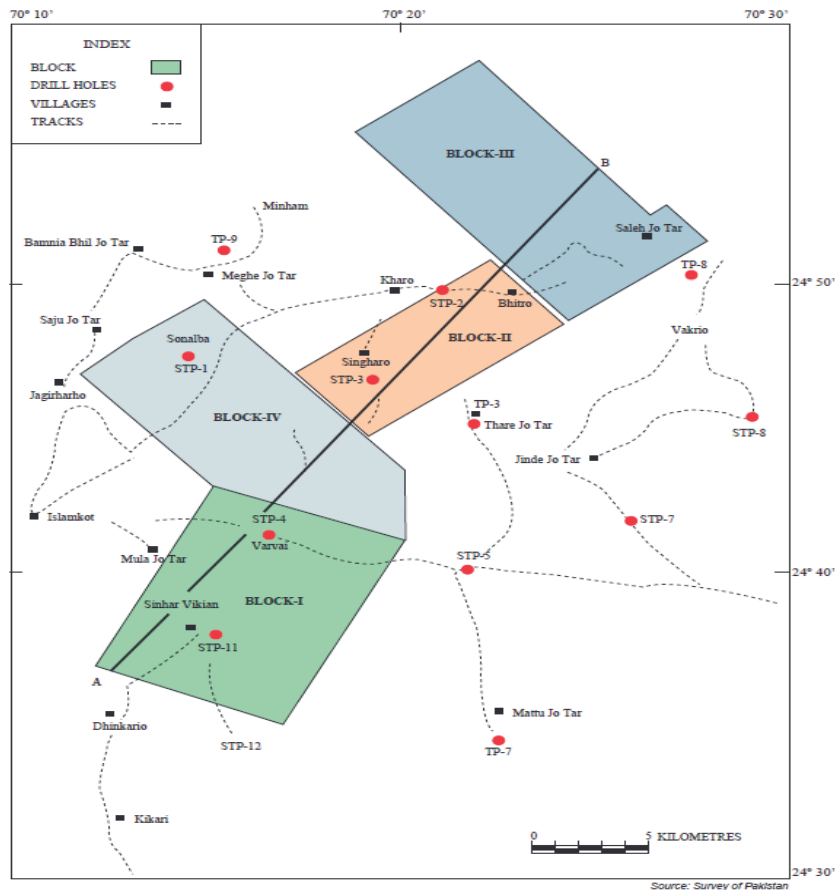 70° 10’ 70° 20’ 70° 30’
INDEX
BLOCK
DRILL HOLES
VILLAGES
TRACKS
BLOCK-III
B
Minham
Saleh Jo Tar
Bamnia Bhil Jo Tar
TP-9
Meghe Jo Tar
TP-8
Kharo
24° 50’
STP-2
Bhitro
Saju Jo Tar
Vakrio
Sonalba
STP-1
BLOCK-II
Singharo
STP-3
Jagirharho
TP-3
BLOCK-IV
Thare Jo Tar
STP-8
Jinde Jo Tar
Islamkot
STP-4
STP-7
Varvai
Mula Jo Tar
STP-5
24° 40’
Sinhar Vikian
BLOCK-I
STP-11
A
Dhinkario
Mattu Jo Tar
STP-12
TP-7
Kikari
0 5 KILOMETRES
24° 30’
Source: Survey of Pakistan